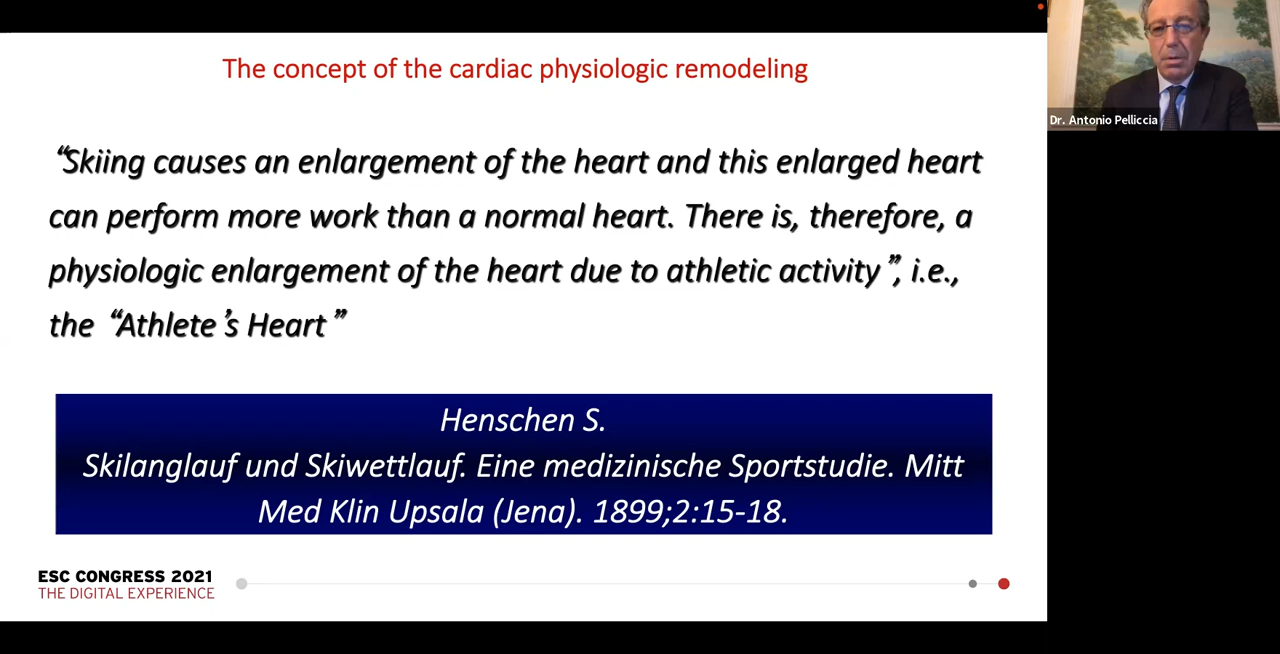 The concept of the cardiac physiologic remodeling
“Skiing causes an enlargement of the heart and this enlarged heart
can perform more work than a normal heart. There is, therefore, a
physiologic enlargement of the heart due to athletic activity”, i.e.,
the “Athlete’s Heart”
Henschen S.
Skilanglauf und Skiwettlauf. Eine medizinische Sportstudie. Mitt
Med Klin Upsala (Jena). 1899;2:15-18.
ESC CONGRESS 2021
THE DIGITAL EXPERIENCE
Dr. Antonio Pelliccia